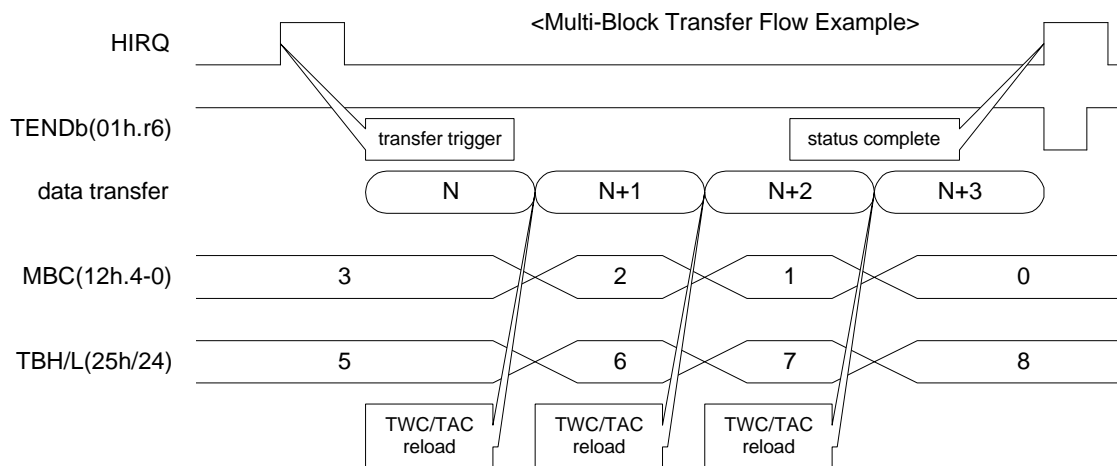 <Multi-Block Transfer Flow Example>
HIRQ
TENDb(01h.r6)
transfer trigger
status complete
data transfer
N
N+1
N+2
N+3
MBC(12h.4-0)
3
2
1
0
TBH/L(25h/24)
5
6
7
8
TWC/TAC
reload
TWC/TAC
reload
TWC/TAC
reload